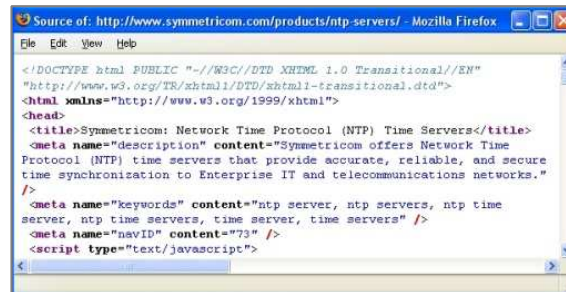 Source of: http://www.symmetricom.com/products/ntp-servers/ - Mozilla Firefox
File Edit View Help
<!DOCTYPE html PUBLIC "-//W3C//DTD XHTML 1.0 Transitional//EN"
"http://www.w3.org/TR/xhtml1/DTD/xhtml1-transitional.dtd">
<html xmlns="http://www.w3.org/1999/xhtml">
<head>
<title>Symmetricom: Network Time Protocol (NTP) Time Servers</title>
<meta name="description" content="Symmetricom offers Network Time
Protocol (NTP) time servers that provide accurate, reliable, and secure
time synchronization to Enterprise IT and telecommunications networks."
/>
<meta name="keywords" content="ntp server, ntp servers, ntp time
server, ntp time servers, time server, time servers" />
<meta name="navID" content="73" />
<script type="text/javascript">